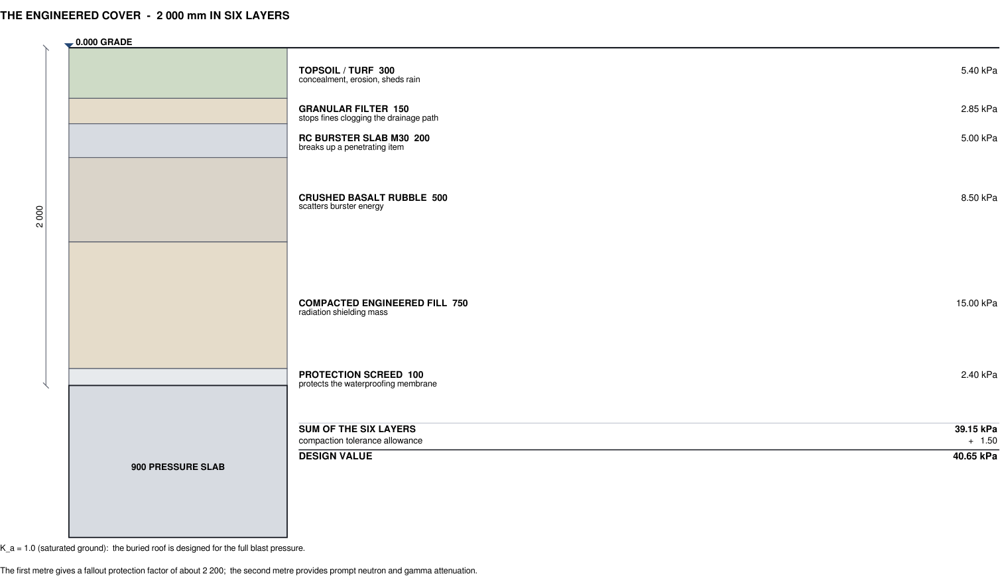 THE ENGINEERED COVER - 2 000 mm IN SIX LAYERS
0.000 GRADE
TOPSOIL / TURF 300 5.40 kPa
concealment, erosion, sheds rain
GRANULAR FILTER 150 2.85 kPa
stops fines clogging the drainage path
RC BURSTER SLAB M30 200 5.00 kPa
breaks up a penetrating item
CRUSHED BASALT RUBBLE 500 8.50 kPa
scatters burster energy
2 000
COMPACTED ENGINEERED FILL 750 15.00 kPa
radiation shielding mass
PROTECTION SCREED 100 2.40 kPa
protects the waterproofing membrane
SUM OF THE SIX LAYERS 39.15 kPa
compaction tolerance allowance + 1.50
DESIGN VALUE 40.65 kPa
900 PRESSURE SLAB
K_a = 1.0 (saturated ground): the buried roof is designed for the full blast pressure.
The first metre gives a fallout protection factor of about 2 200; the second metre provides prompt neutron and gamma attenuation.